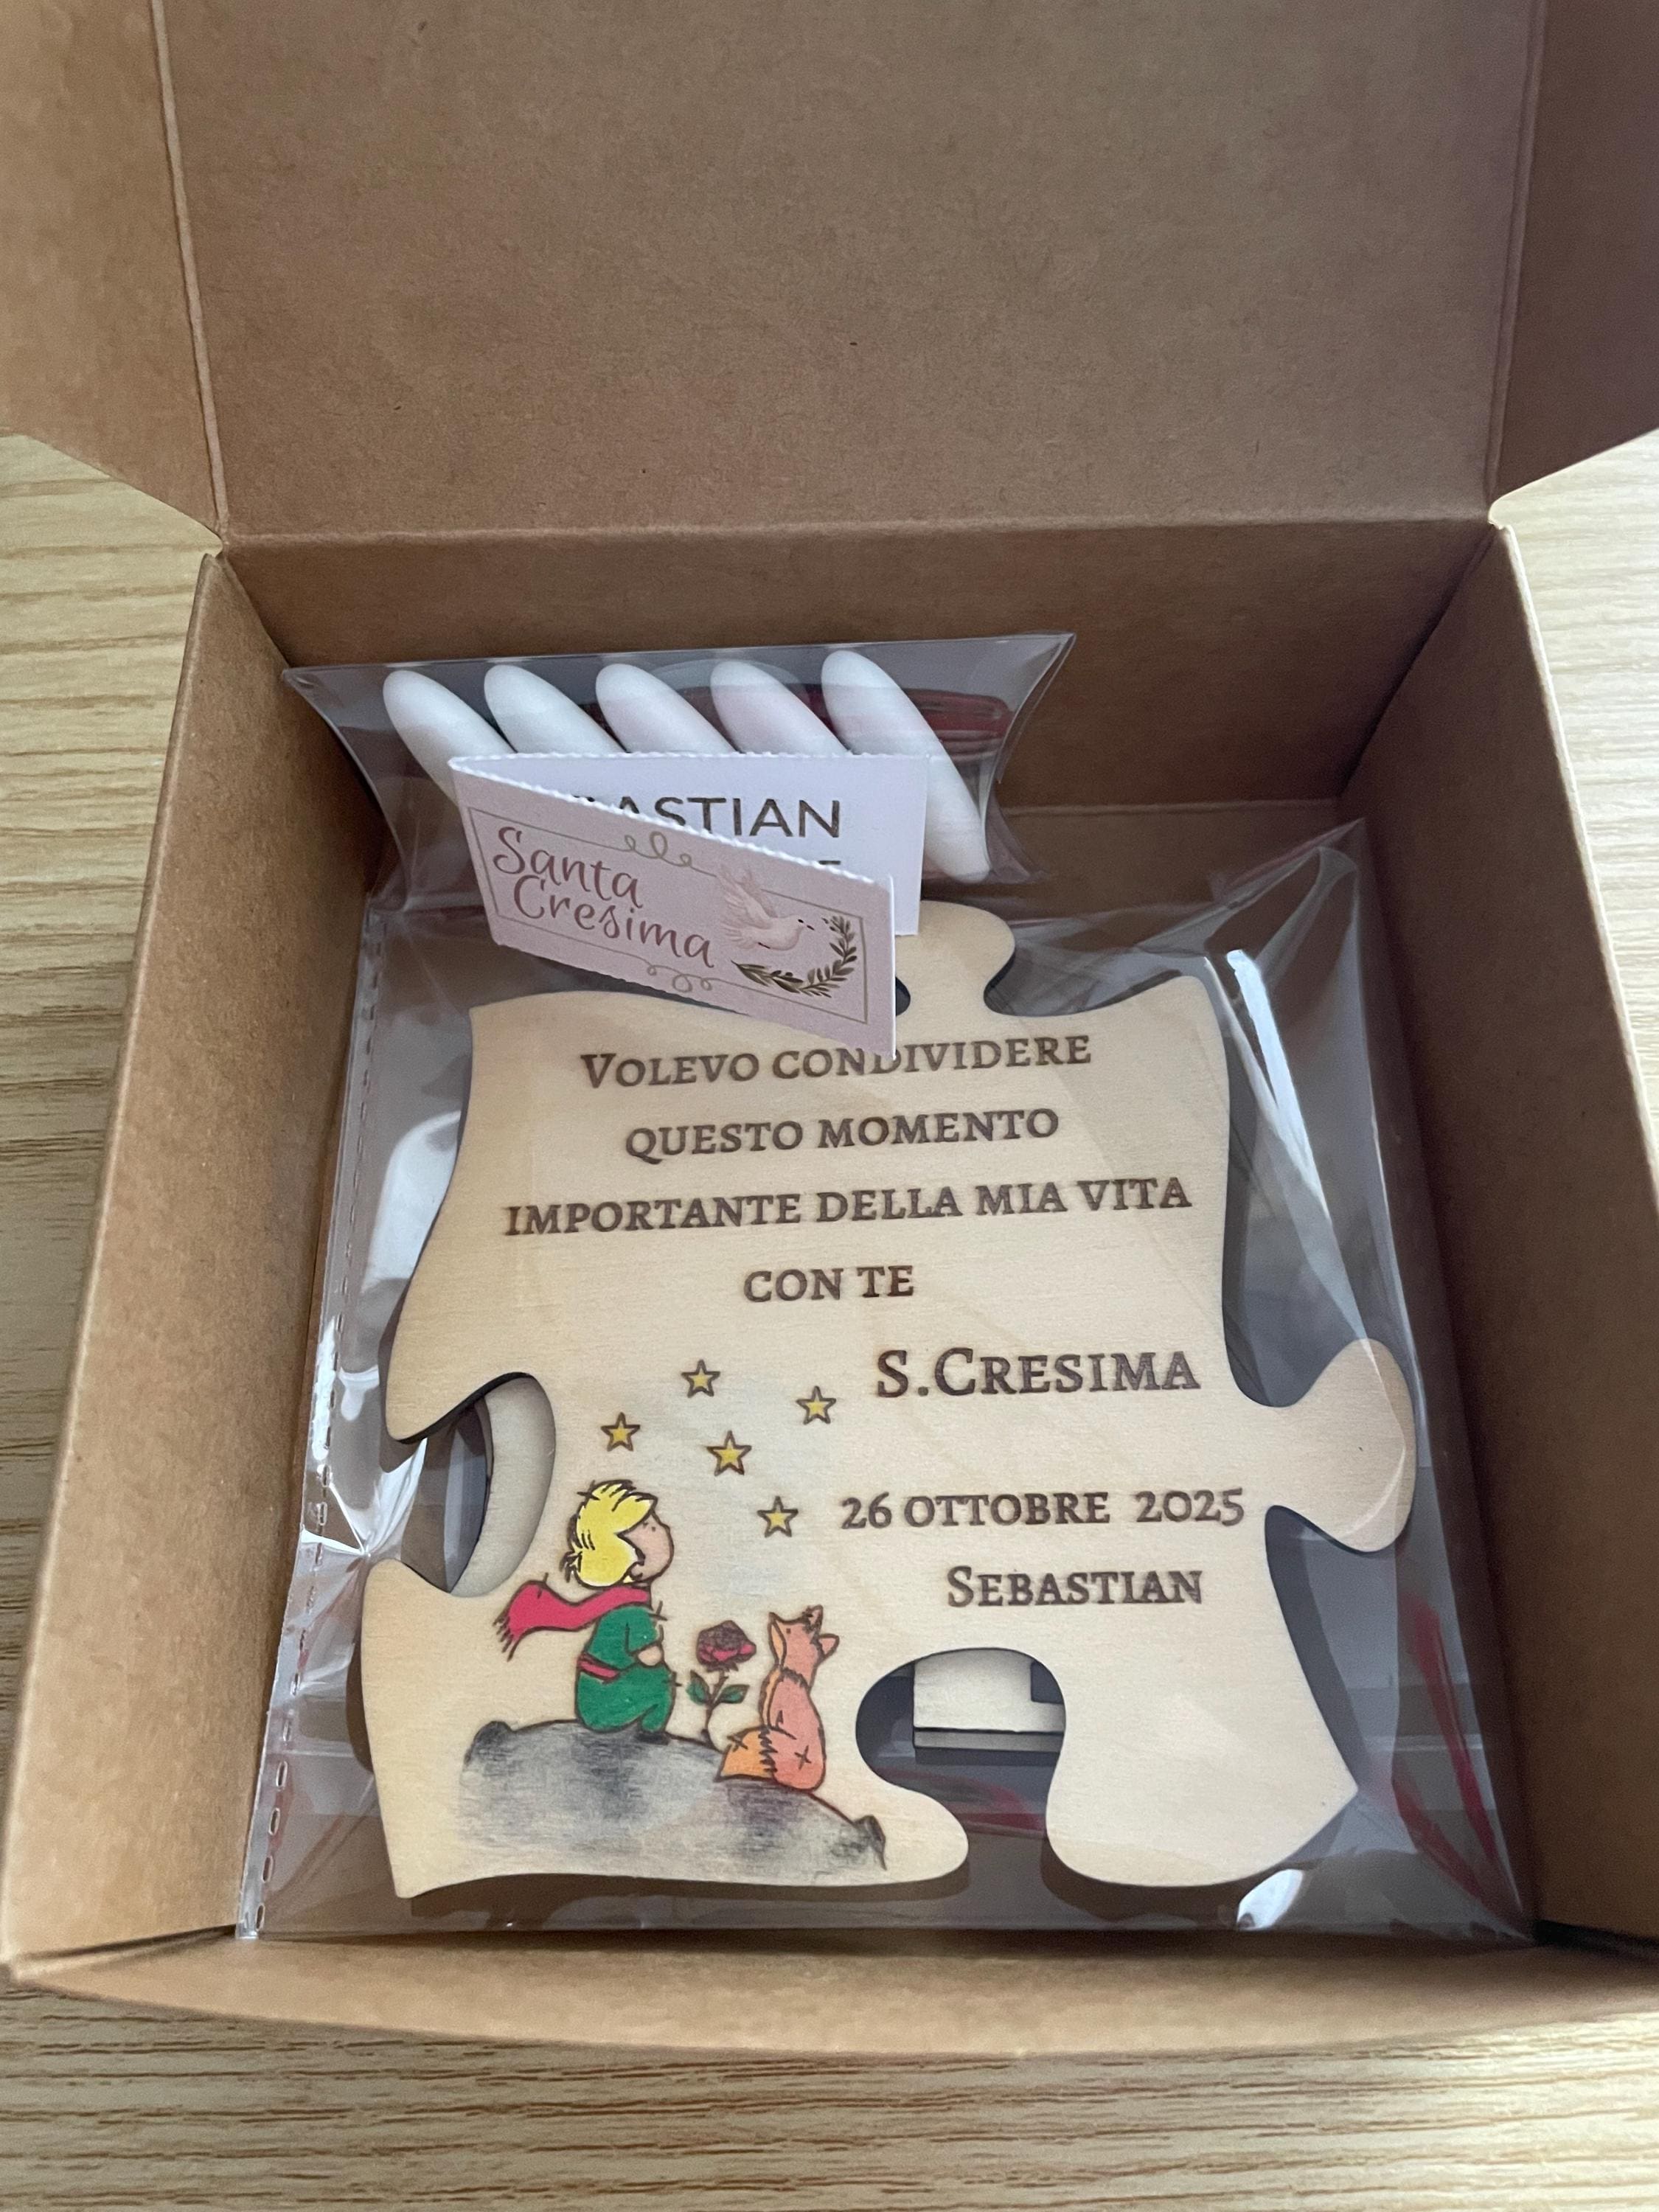 Santa
Cresima
Volevo condividere
questo momento
importante della mia vita
con te
S.Cresima
26 ottobre 2025
Sebastian